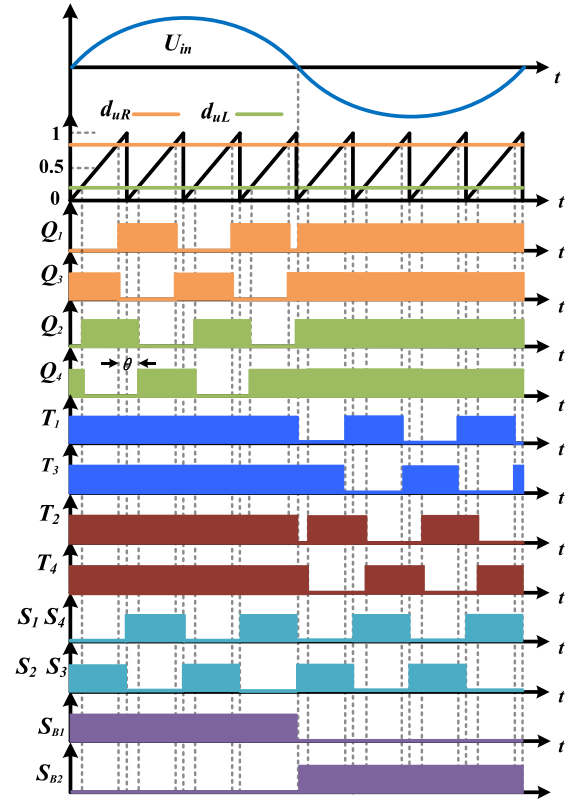 U_in
t
d_uR d_uL
1
0.5
0
t
Q_1
t
Q_3
t
Q_2
t
Q_4
θ
t
T_1
t
T_3
t
T_2
t
T_4
t
S_1 S_4
t
S_2 S_3
t
S_B1
t
S_B2
t